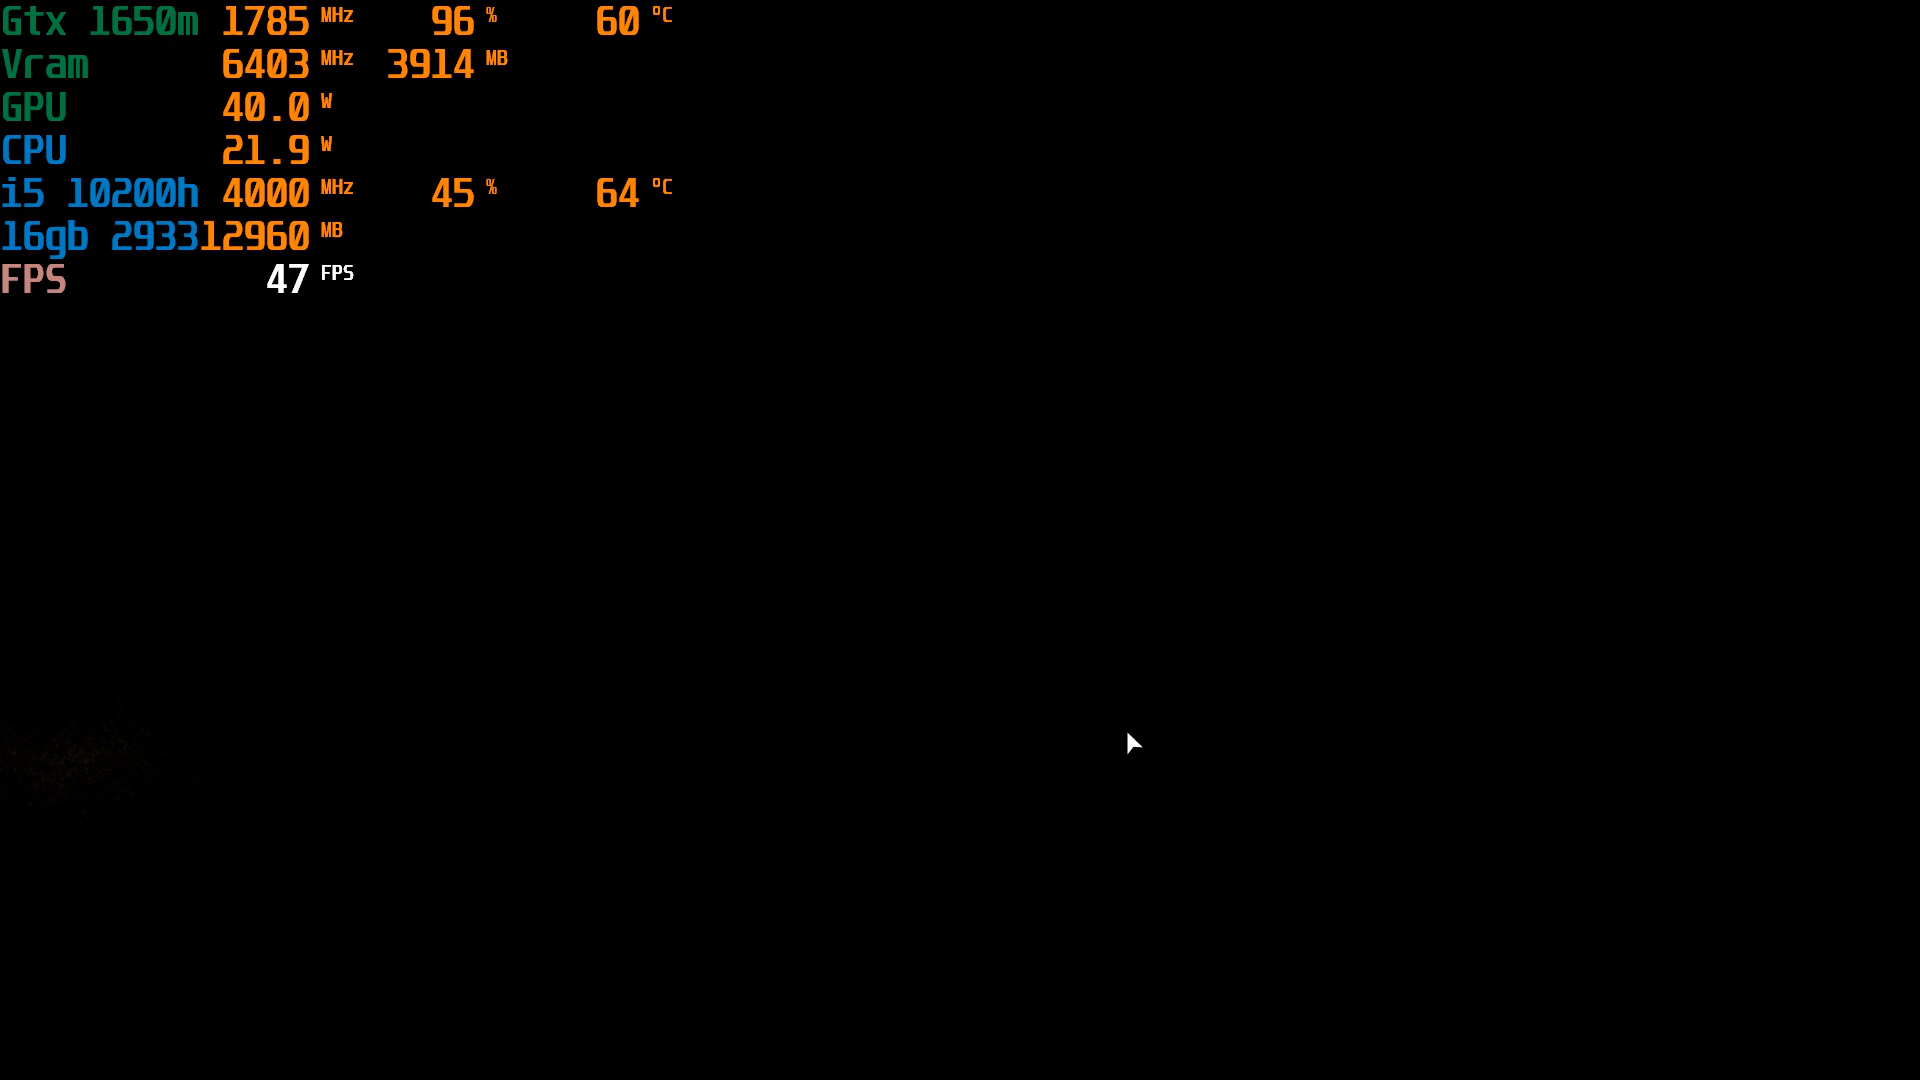 Gtx 1650m 1785 MHz 96 % 60 °C
Vram 6403 MHz 3914 MB
GPU 40.0 W
CPU 21.9 W
i5 10200h 4000 MHz 45 % 64 °C
16gb 2933 12960 MB
FPS 47 FPS